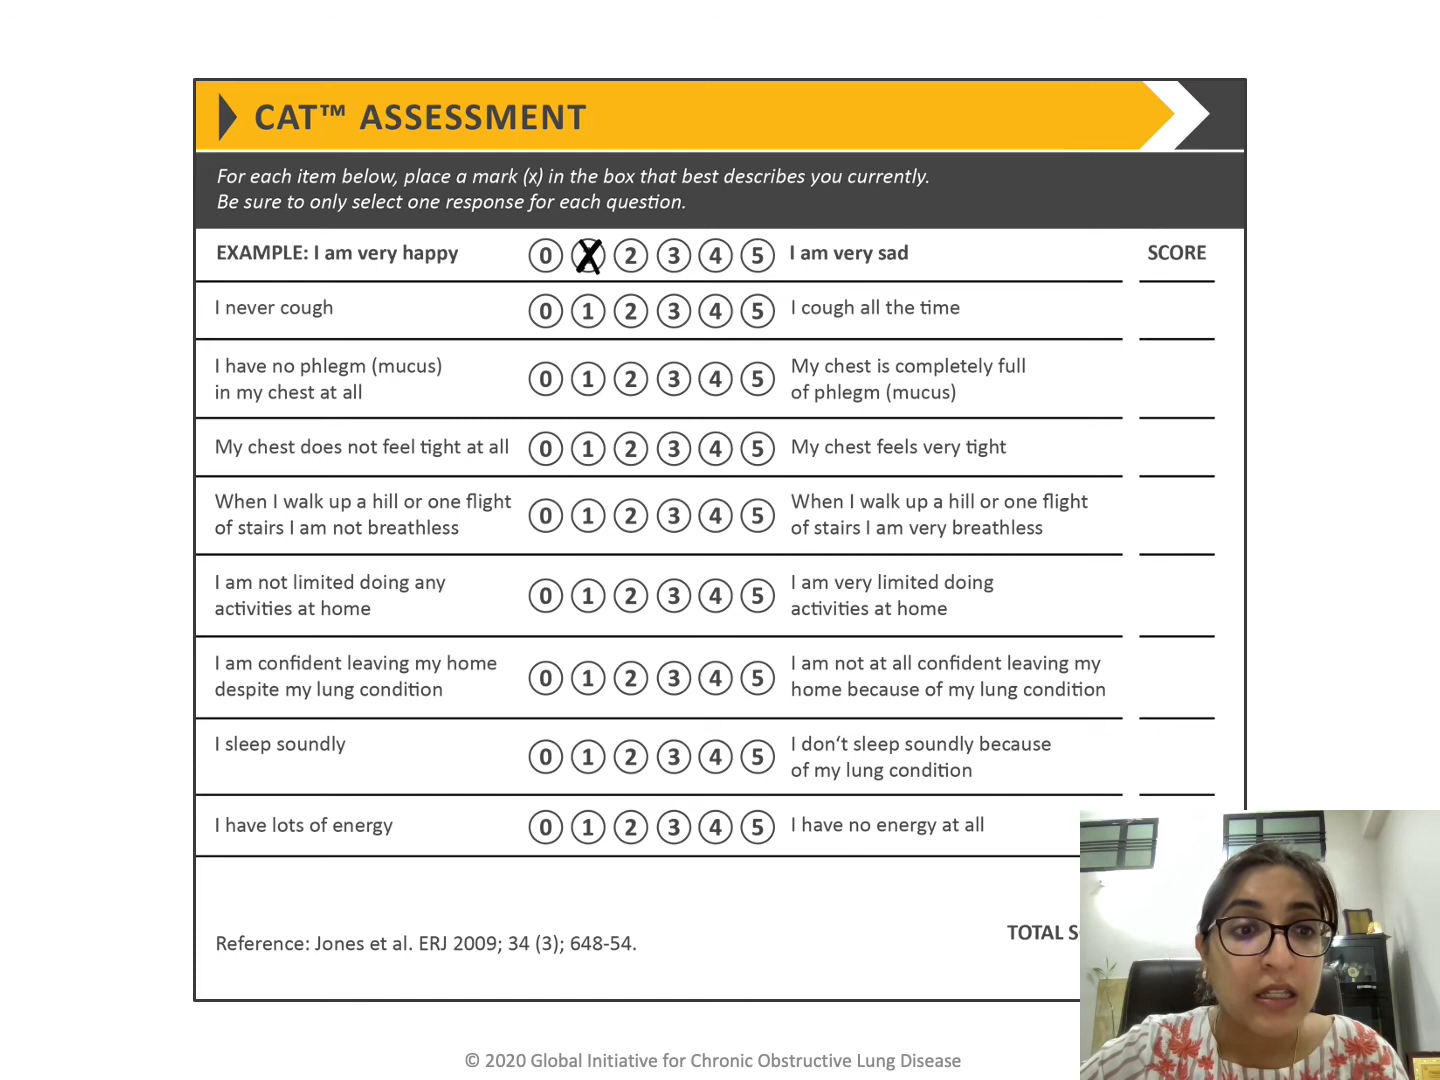 CAT™ ASSESSMENT
For each item below, place a mark (x) in the box that best describes you currently.
Be sure to only select one response for each question.
EXAMPLE: I am very happy 0 X 2 3 4 5 I am very sad SCORE
I never cough 0 1 2 3 4 5 I cough all the time
I have no phlegm (mucus)
in my chest at all
0 1 2 3 4 5
My chest is completely full
of phlegm (mucus)
My chest does not feel tight at all 0 1 2 3 4 5 My chest feels very tight
When I walk up a hill or one flight
of stairs I am not breathless
0 1 2 3 4 5
When I walk up a hill or one flight
of stairs I am very breathless
I am not limited doing any
activities at home
0 1 2 3 4 5
I am very limited doing
activities at home
I am confident leaving my home
despite my lung condition
0 1 2 3 4 5
I am not at all confident leaving my
home because of my lung condition
I sleep soundly
0 1 2 3 4 5
I don‘t sleep soundly because
of my lung condition
I have lots of energy 0 1 2 3 4 5 I have no energy at all
TOTAL
Reference: Jones et al. ERJ 2009; 34 (3); 648-54.
© 2020 Global Initiative for Chronic Obstructive Lung Disease